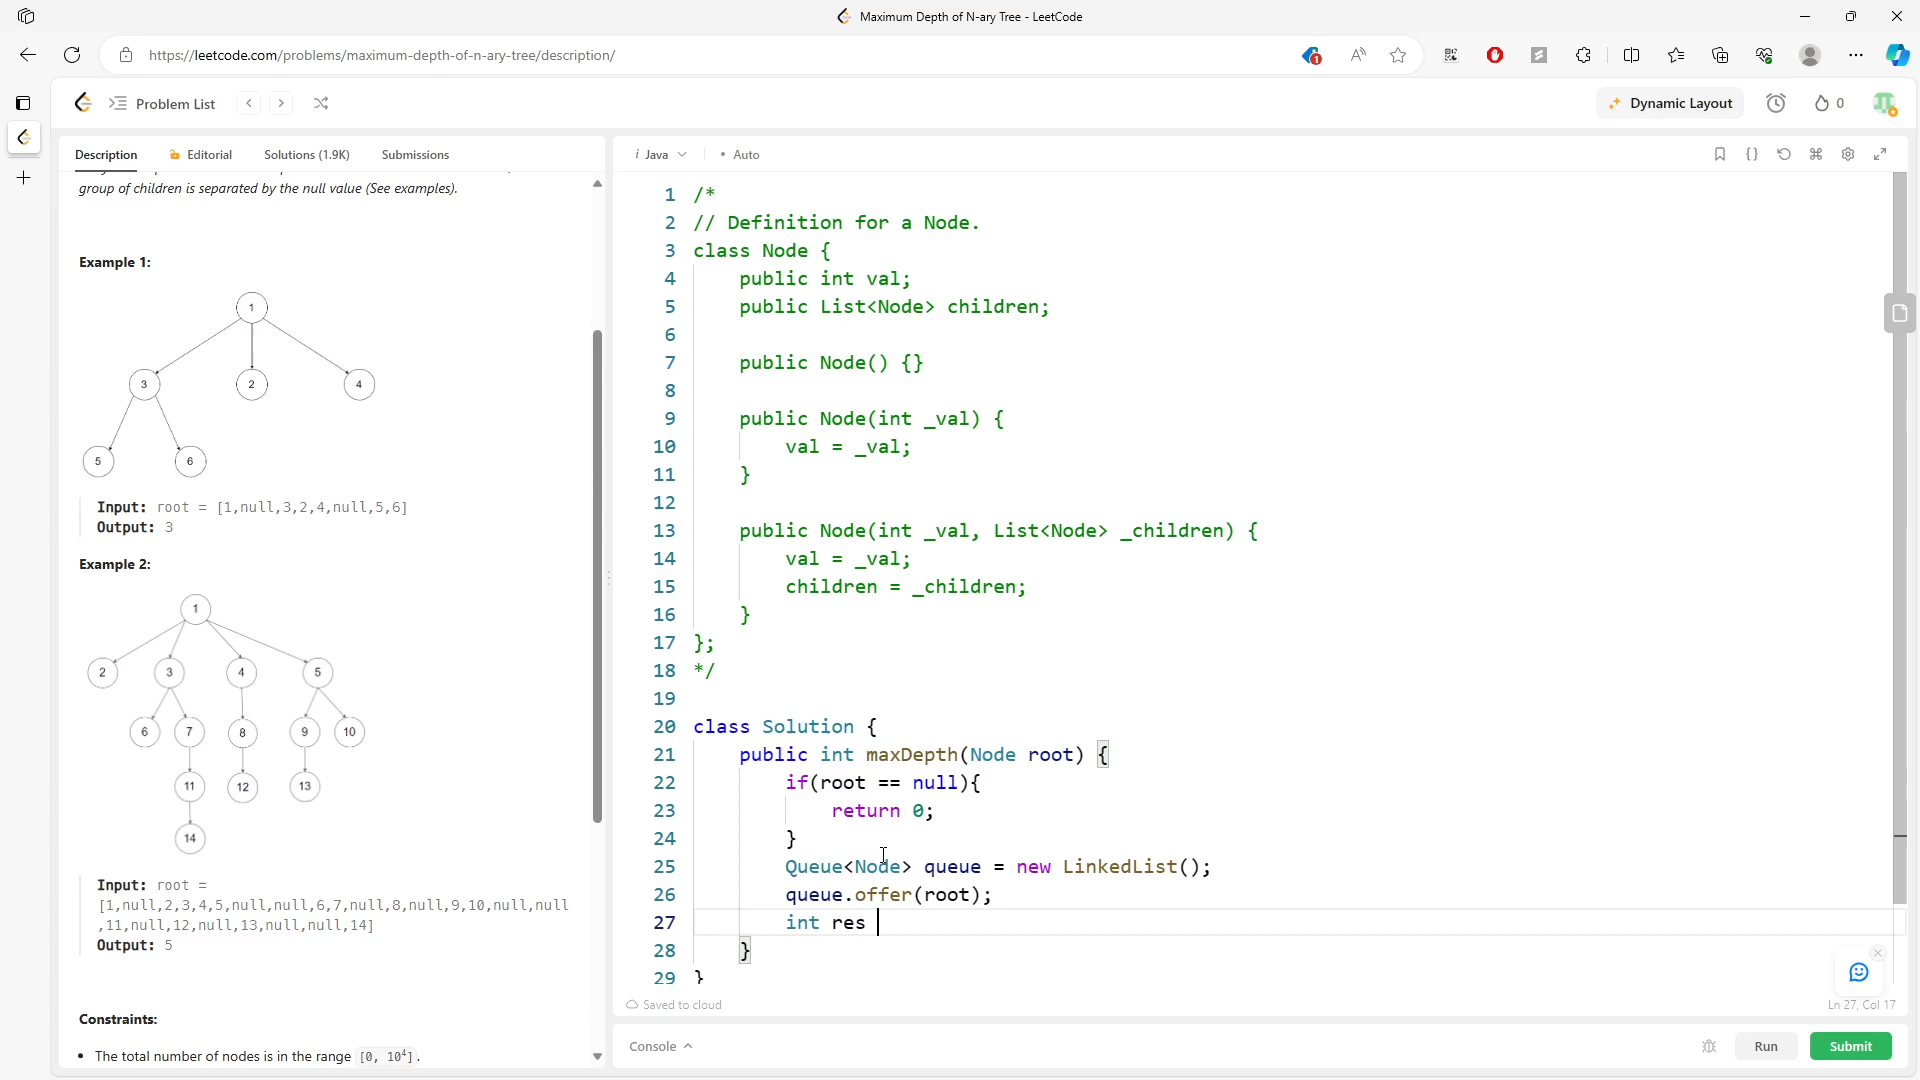 Maximum Depth of N-ary Tree - LeetCode
https://leetcode.com/problems/maximum-depth-of-n-ary-tree/description/
1
Problem List
Dynamic Layout
0
Description
Editorial
Solutions (1.9K)
Submissions
group of children is separated by the null value (See examples).
Example 1:
1
3 2 4
5 6
Input: root = [1,null,3,2,4,null,5,6]
Output: 3
Example 2:
1
2 3 4 5
6 7 8 9 10
11 12 13
14
Input: root =
[1,null,2,3,4,5,null,null,6,7,null,8,null,9,10,null,null
,11,null,12,null,13,null,null,14]
Output: 5
Constraints:
• The total number of nodes is in the range [0, 10⁴].
i Java
• Auto
1 /*
2 // Definition for a Node.
3 class Node {
4     public int val;
5     public List<Node> children;
6
7     public Node() {}
8
9     public Node(int _val) {
10         val = _val;
11     }
12
13     public Node(int _val, List<Node> _children) {
14         val = _val;
15         children = _children;
16     }
17 };
18 */
19
20 class Solution {
21     public int maxDepth(Node root) {
22         if(root == null){
23             return 0;
24         }
25         Queue<Node> queue = new LinkedList();
26         queue.offer(root);
27         int res
28     }
29 }
Saved to cloud
Ln 27, Col 17
Console
Run
Submit